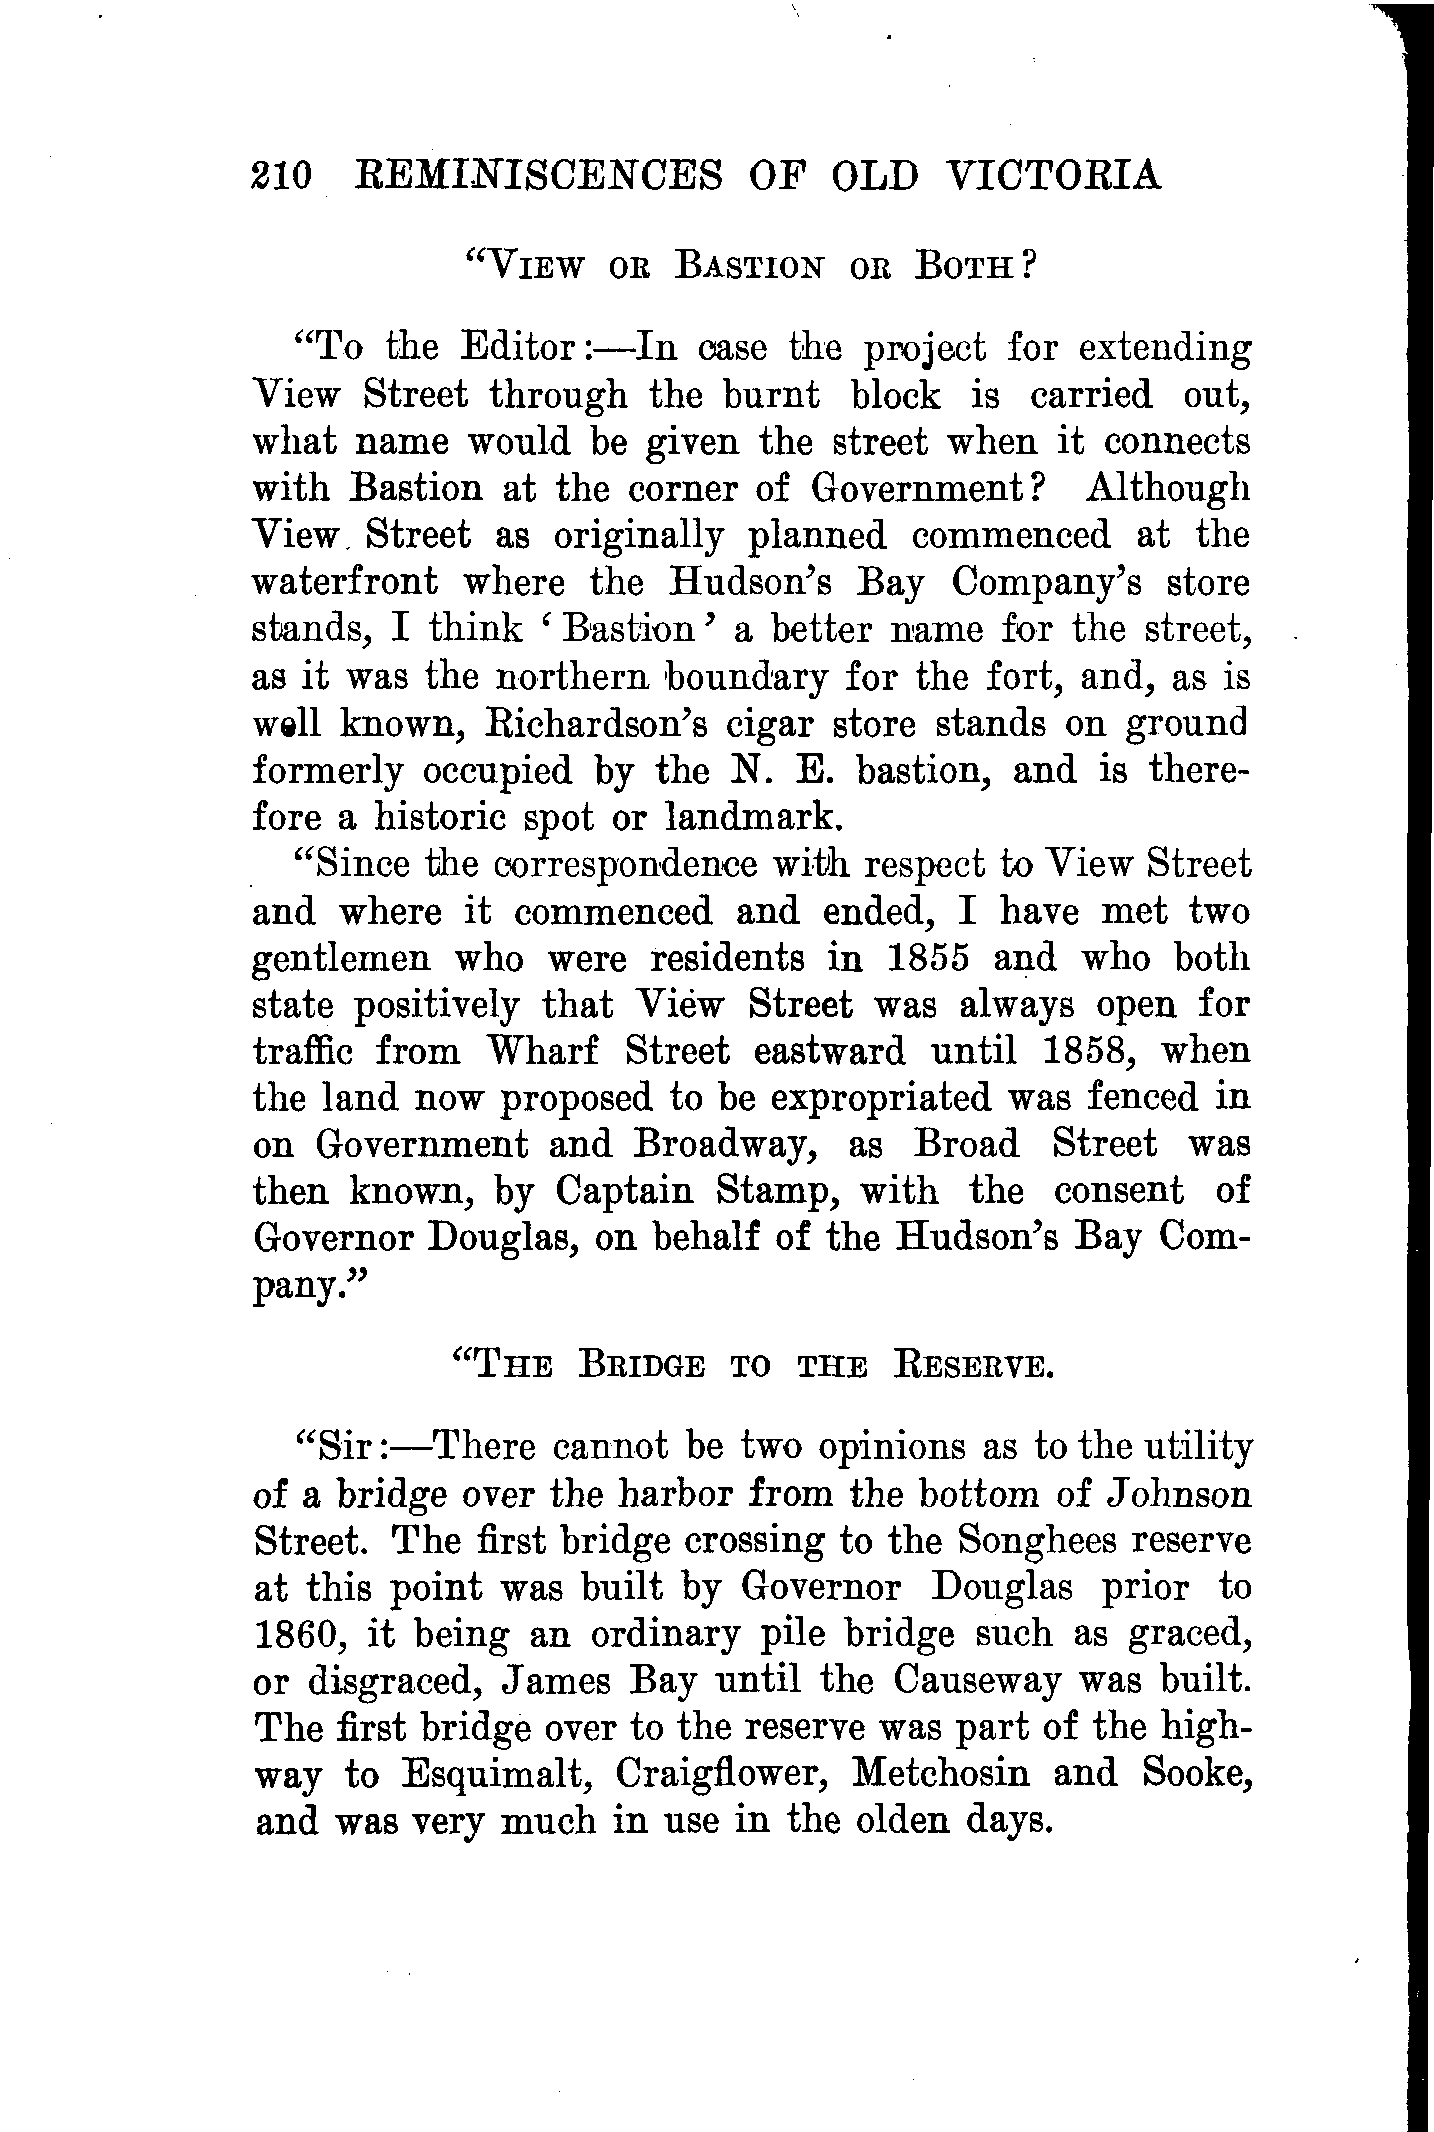 210 REMINISCENCES OF OLD VICTORIA
"VIEW OR BASTION OR BOTH?
"To the Editor:—In case the project for extending
View Street through the burnt block is carried out,
what name would be given the street when it connects
with Bastion at the corner of Government? Although
View Street as originally planned commenced at the
waterfront where the Hudson's Bay Company's store
stands, I think ‘Bastion’ a better name for the street,
as it was the northern boundary for the fort, and, as is
well known, Richardson's cigar store stands on ground
formerly occupied by the N. E. bastion, and is there-
fore a historic spot or landmark.
"Since the correspondence with respect to View Street
and where it commenced and ended, I have met two
gentlemen who were residents in 1855 and who both
state positively that View Street was always open for
traffic from Wharf Street eastward until 1858, when
the land now proposed to be expropriated was fenced in
on Government and Broadway, as Broad Street was
then known, by Captain Stamp, with the consent of
Governor Douglas, on behalf of the Hudson's Bay Com-
pany."
"THE BRIDGE TO THE RESERVE.
"Sir:—There cannot be two opinions as to the utility
of a bridge over the harbor from the bottom of Johnson
Street. The first bridge crossing to the Songhees reserve
at this point was built by Governor Douglas prior to
1860, it being an ordinary pile bridge such as graced,
or disgraced, James Bay until the Causeway was built.
The first bridge over to the reserve was part of the high-
way to Esquimalt, Craigflower, Metchosin and Sooke,
and was very much in use in the olden days.